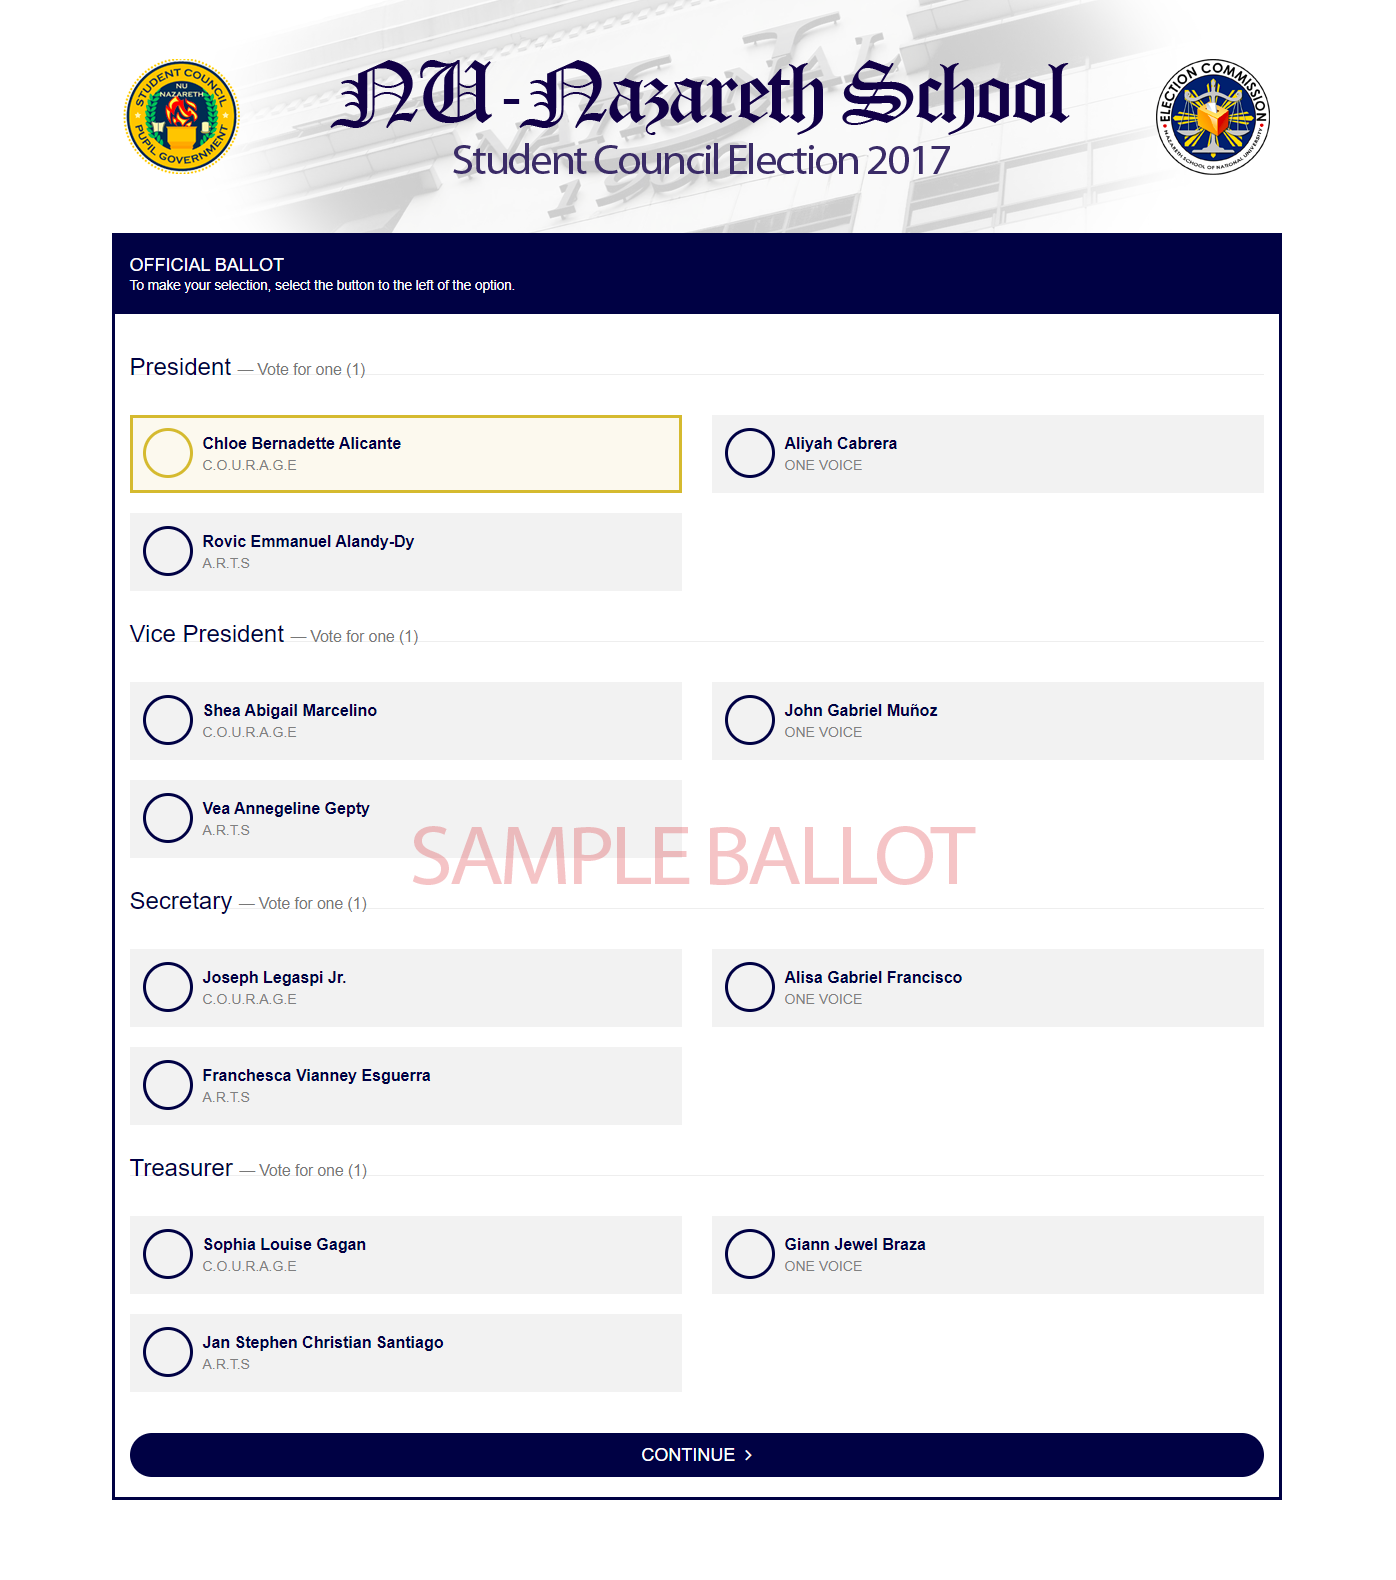 STUDENT COUNCIL
NU
NAZARETH
PUPIL GOVERNMENT
NU - Nazareth School
Student Council Election 2017
ELECTION COMMISSION
NAZARETH SCHOOL OF NATIONAL UNIVERSITY
OFFICIAL BALLOT
To make your selection, select the button to the left of the option.
President — Vote for one (1)
Chloe Bernadette Alicante
C.O.U.R.A.G.E
Aliyah Cabrera
ONE VOICE
Rovic Emmanuel Alandy-Dy
A.R.T.S
Vice President — Vote for one (1)
Shea Abigail Marcelino
C.O.U.R.A.G.E
John Gabriel Muñoz
ONE VOICE
Vea Annegeline Gepty
A.R.T.S
SAMPLE BALLOT
Secretary — Vote for one (1)
Joseph Legaspi Jr.
C.O.U.R.A.G.E
Alisa Gabriel Francisco
ONE VOICE
Franchesca Vianney Esguerra
A.R.T.S
Treasurer — Vote for one (1)
Sophia Louise Gagan
C.O.U.R.A.G.E
Giann Jewel Braza
ONE VOICE
Jan Stephen Christian Santiago
A.R.T.S
CONTINUE >